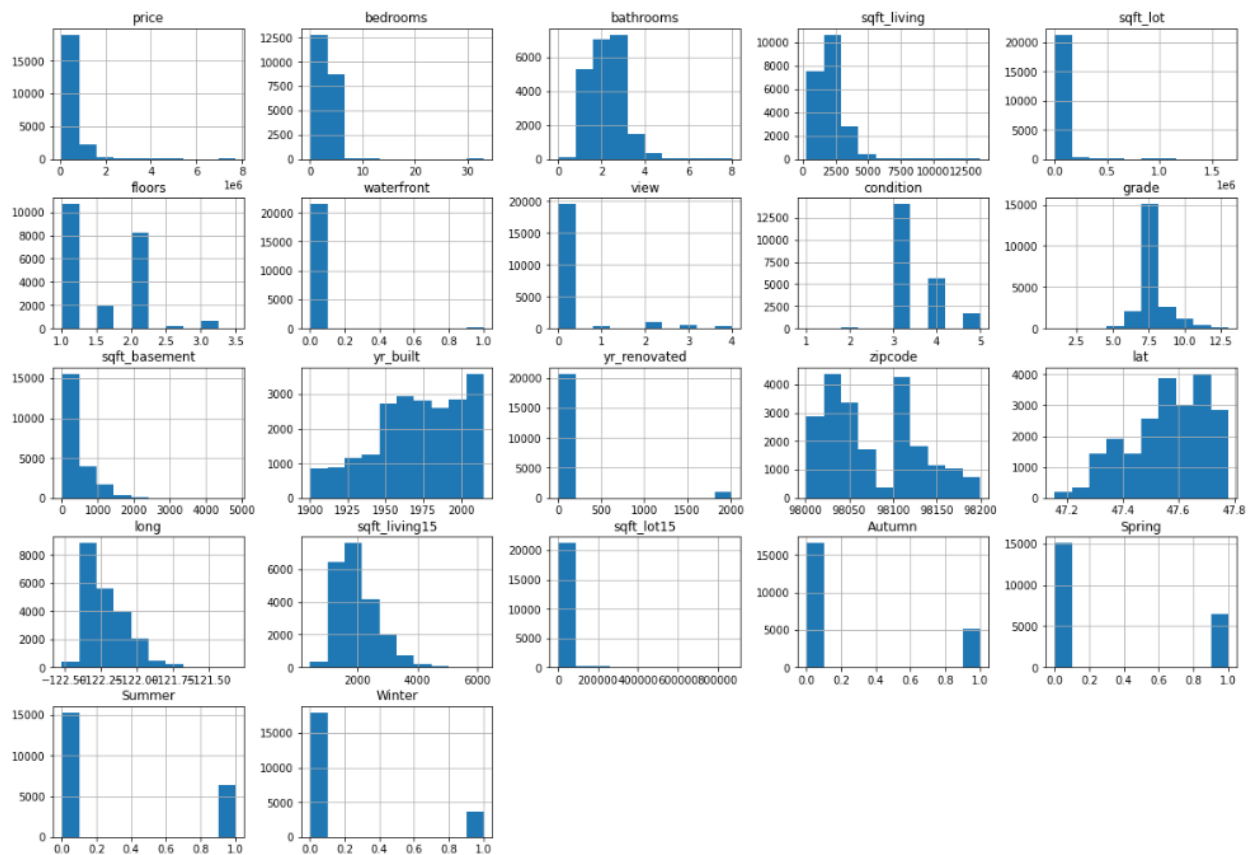 price bedrooms bathrooms sqft_living sqft_lot
15000 12500 6000 10000 20000
10000 10000 4000 8000 15000
5000 7500 2000 6000 10000
0 5000 0 4000 5000
2500 2000 0
0 0
0 2 4 6 8 0 10 20 30 0 2 4 6 8 0 2500 5000 7500 10000 12500 0.0 0.5 1.0 1.5
1e6 1e6
floors waterfront view condition grade
10000 20000 20000 12500 15000
8000 15000 15000 10000 10000
6000 10000 10000 7500 5000
4000 5000 5000 5000 0
2000 0 0 2500
0 0
1.0 1.5 2.0 2.5 3.0 3.5 0.0 0.2 0.4 0.6 0.8 1.0 0 1 2 3 4 1 2 3 4 5 2.5 5.0 7.5 10.0 12.5
sqft_basement yr_built yr_renovated zipcode lat
15000 3000 20000 4000 4000
10000 2000 15000 3000 3000
5000 1000 10000 2000 2000
0 0 5000 1000 1000
0 0 0
0 1000 2000 3000 4000 5000 1900 1925 1950 1975 2000 0 500 1000 1500 2000 98000 98050 98100 98150 98200 47.2 47.4 47.6 47.8
long sqft_living15 sqft_lot15 Autumn Spring
8000 6000 20000 15000 15000
6000 4000 15000 10000 10000
4000 2000 10000 5000 5000
2000 0 5000 0 0
0 0
−122.50 −122.25 −122.00 −121.75 −121.50 2000 4000 6000 0 200000 400000 600000 800000 0.0 0.2 0.4 0.6 0.8 1.0 0.0 0.2 0.4 0.6 0.8 1.0
Summer Winter
15000 15000
10000 10000
5000 5000
0 0
0.0 0.2 0.4 0.6 0.8 1.0 0.0 0.2 0.4 0.6 0.8 1.0